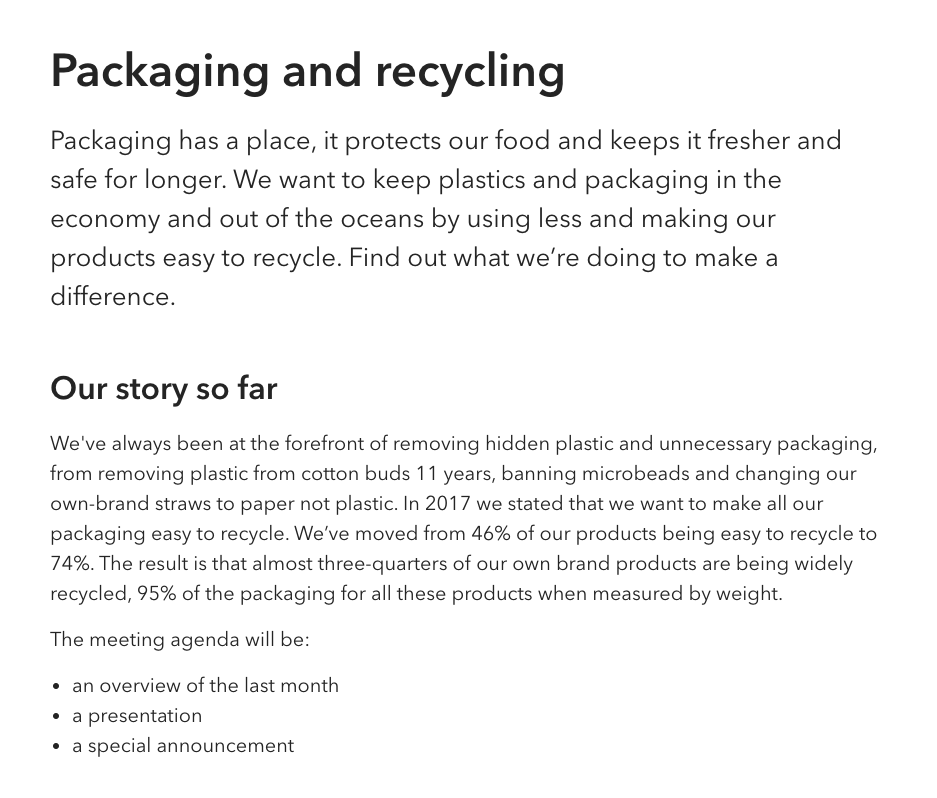 Packaging and recycling
Packaging has a place, it protects our food and keeps it fresher and
safe for longer. We want to keep plastics and packaging in the
economy and out of the oceans by using less and making our
products easy to recycle. Find out what we’re doing to make a
difference.
Our story so far
We've always been at the forefront of removing hidden plastic and unnecessary packaging,
from removing plastic from cotton buds 11 years, banning microbeads and changing our
own-brand straws to paper not plastic. In 2017 we stated that we want to make all our
packaging easy to recycle. We’ve moved from 46% of our products being easy to recycle to
74%. The result is that almost three-quarters of our own brand products are being widely
recycled, 95% of the packaging for all these products when measured by weight.
The meeting agenda will be:
• an overview of the last month
• a presentation
• a special announcement